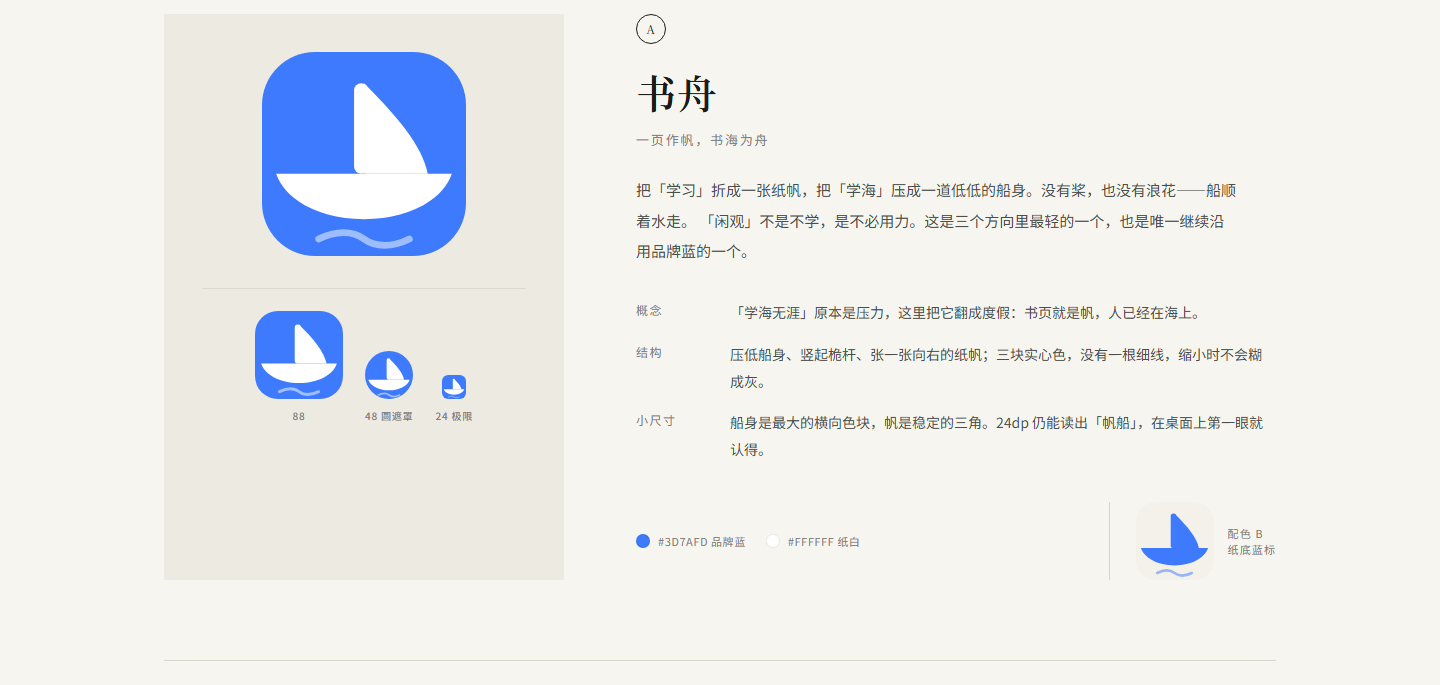 A
书舟
一页作帆，书海为舟
把「学习」折成一张纸帆，把「学海」压成一道低低的船身。没有桨，也没有浪花——船顺
着水走。 「闲观」不是不学，是不必用力。这是三个方向里最轻的一个，也是唯一继续沿
用品牌蓝的一个。
概念
「学海无涯」原本是压力，这里把它翻成度假：书页就是帆，人已经在海上。
结构
压低船身、竖起桅杆、张一张向右的纸帆；三块实心色，没有一根细线，缩小时不会糊
成灰。
小尺寸
船身是最大的横向色块，帆是稳定的三角。24dp 仍能读出「帆船」，在桌面上第一眼就
认得。
88
48 圆遮罩
24 极限
#3D7AFD 品牌蓝
#FFFFFF 纸白
配色 B
纸底蓝标